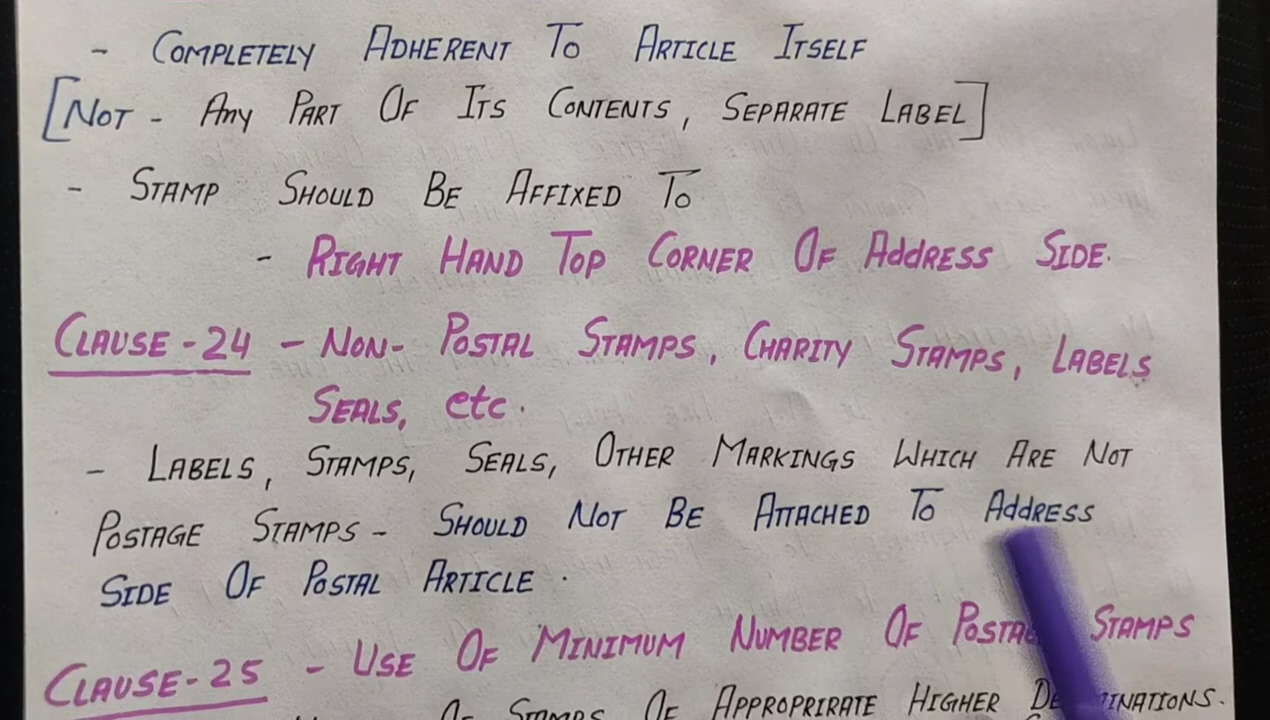 - COMPLETELY ADHERENT TO ARTICLE ITSELF
[NOT - ANY PART OF ITS CONTENTS, SEPARATE LABEL]
- STAMP SHOULD BE AFFIXED TO
- RIGHT HAND TOP CORNER OF ADDRESS SIDE.
CLAUSE-24 - NON-POSTAL STAMPS, CHARITY STAMPS, LABELS
SEALS, etc.
- LABELS, STAMPS, SEALS, OTHER MARKINGS WHICH ARE NOT
POSTAGE STAMPS - SHOULD NOT BE ATTACHED TO ADDRESS
SIDE OF POSTAL ARTICLE.
CLAUSE-25 - USE OF MINIMUM NUMBER OF STAMPS
OF STAMPS OF APPROPRIRATE HIGHER